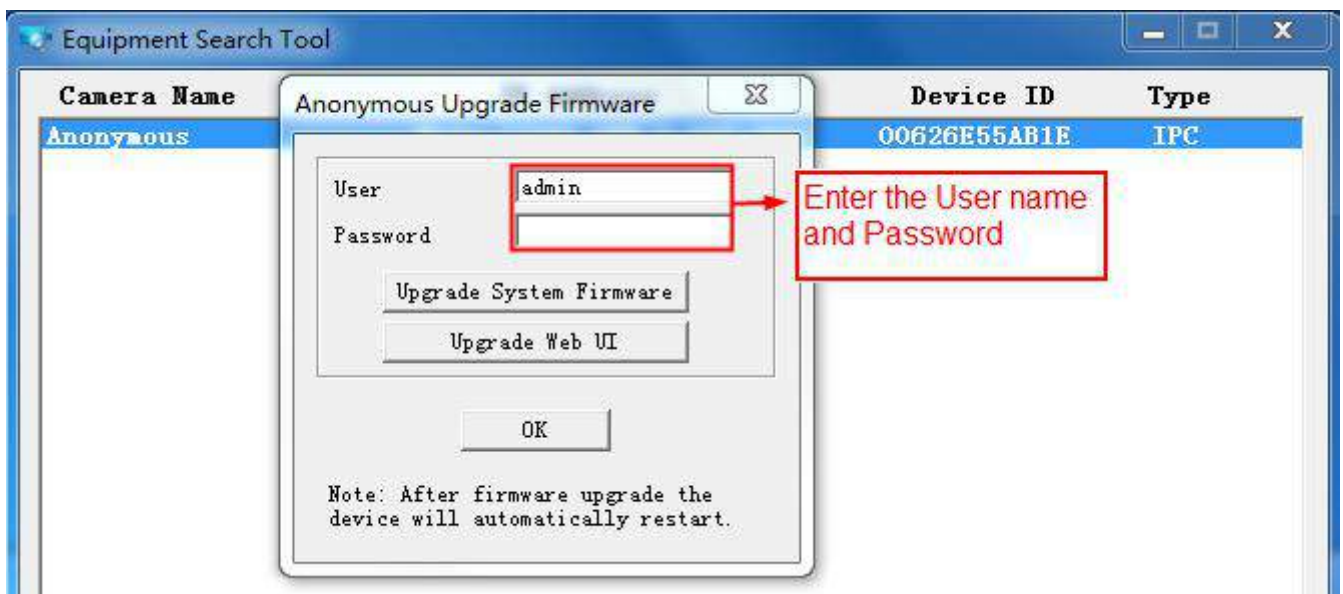 Equipment Search Tool
Camera Name Device ID Type
Anonymous Upgrade Firmware
Anonymous 00626E55AB1E IPC
User admin
Enter the User name
Password
and Password
Upgrade System Firmware
Upgrade Web UI
OK
Note: After firmware upgrade the
device will automatically restart.